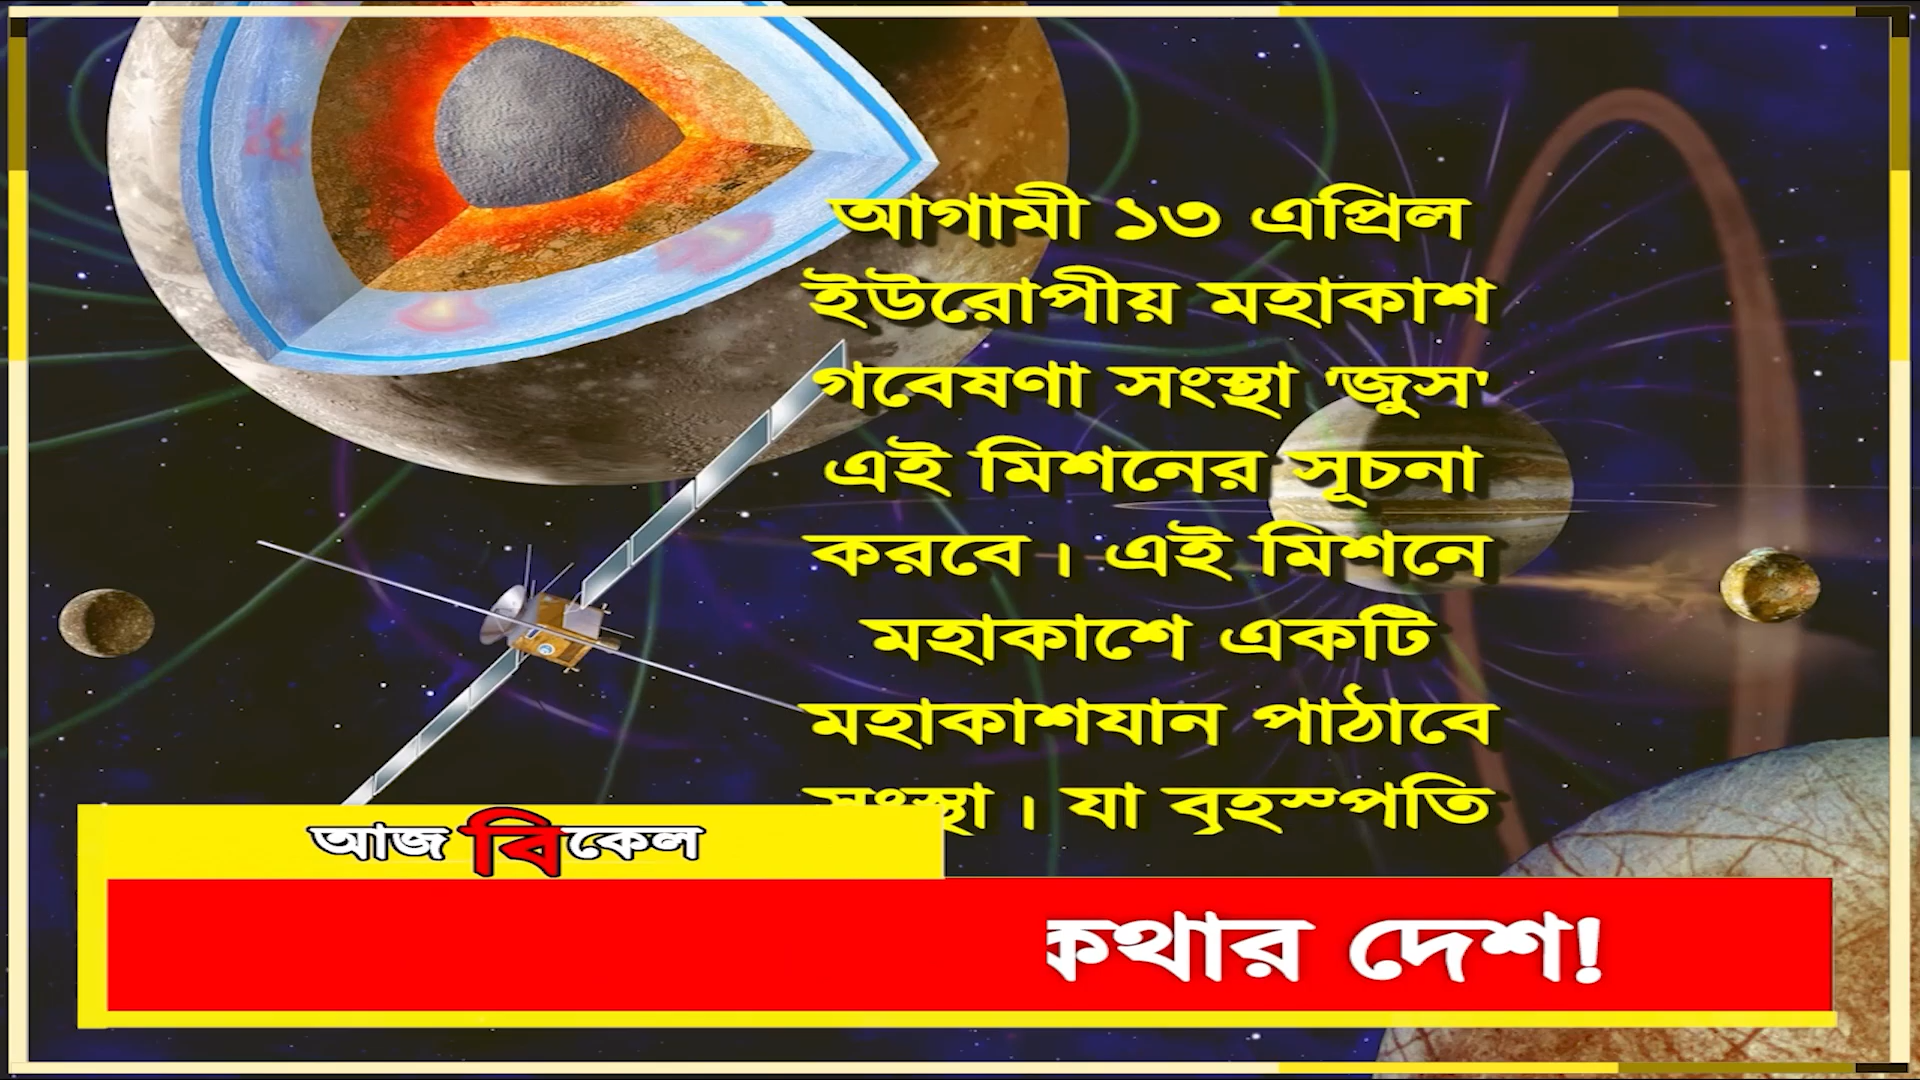 আগামী ১৩ এপ্রিল
ইউরোপীয় মহাকাশ
গবেষণা সংস্থা 'জুস'
এই মিশনের সূচনা
করবে। এই মিশনে
মহাকাশে একটি
মহাকাশযান পাঠাবে
সংস্থা। যা বৃহস্পতি
আজ বিকেল
কথার দেশ!